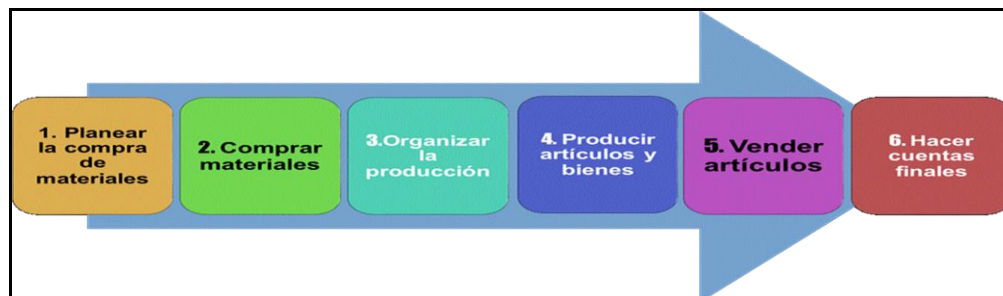 1. Planear
la compra
de
materiales
2. Comprar
materiales
3.Organizar
la
producción
4. Producir
artículos y
bienes
5. Vender
artículos
6. Hacer
cuentas
finales